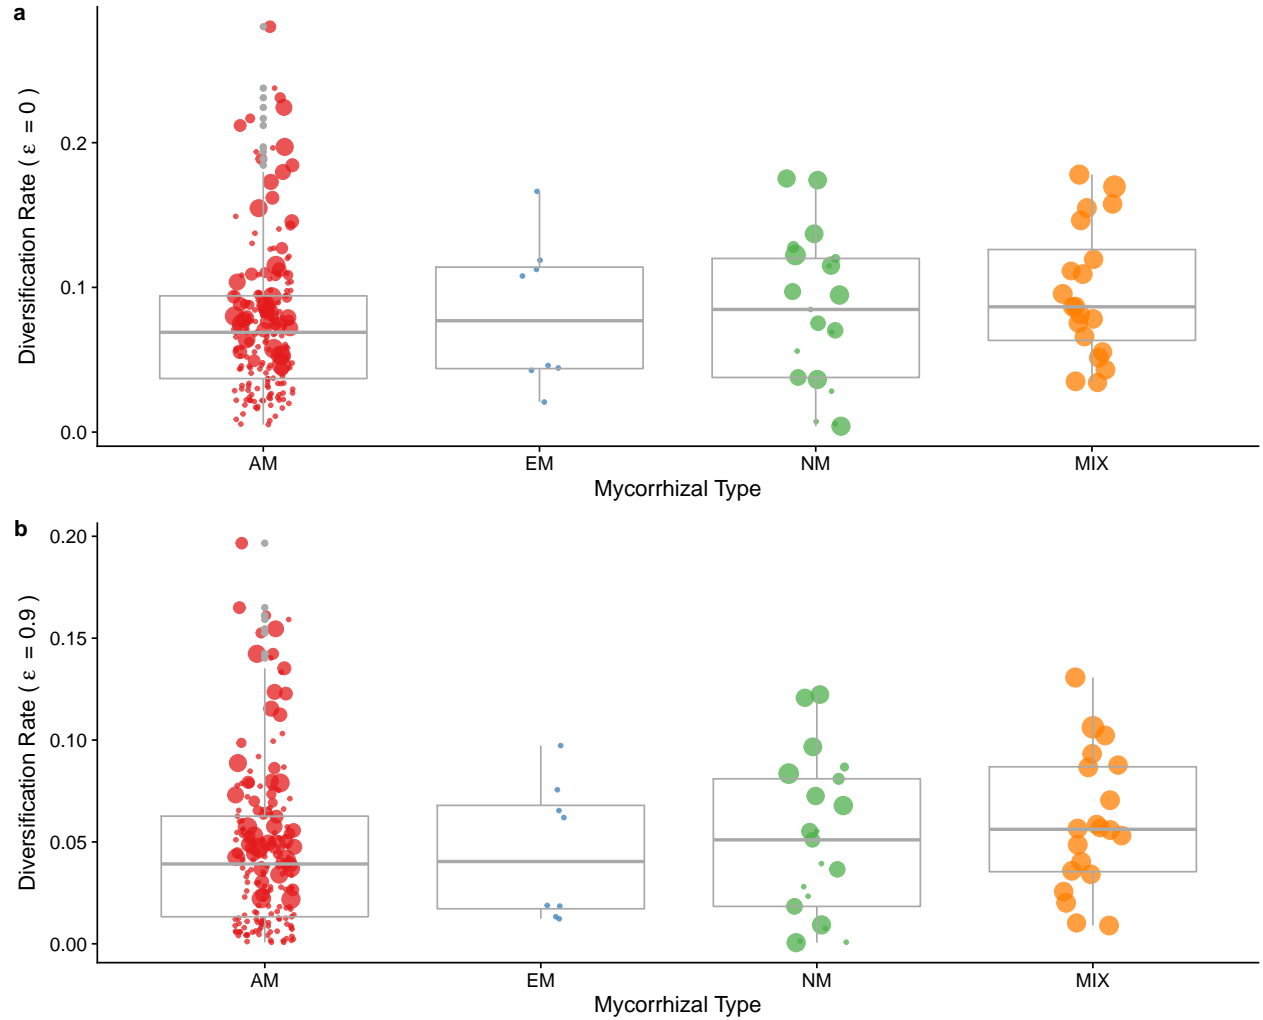 a
Diversification Rate ( ε = 0 )
0.2
0.1
0.0
AM EM NM MIX
Mycorrhizal Type
b
Diversification Rate ( ε = 0.9 )
0.20
0.15
0.10
0.05
0.00
AM EM NM MIX
Mycorrhizal Type